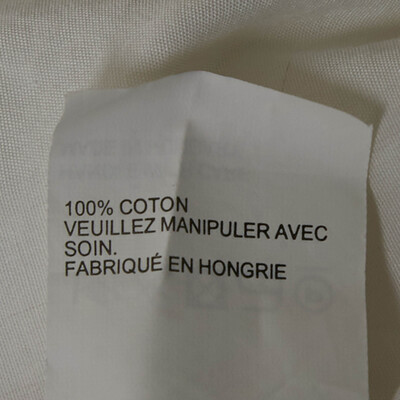 100% COTON
VEUILLEZ MANIPULER AVEC
SOIN.
FABRIQUÉ EN HONGRIE